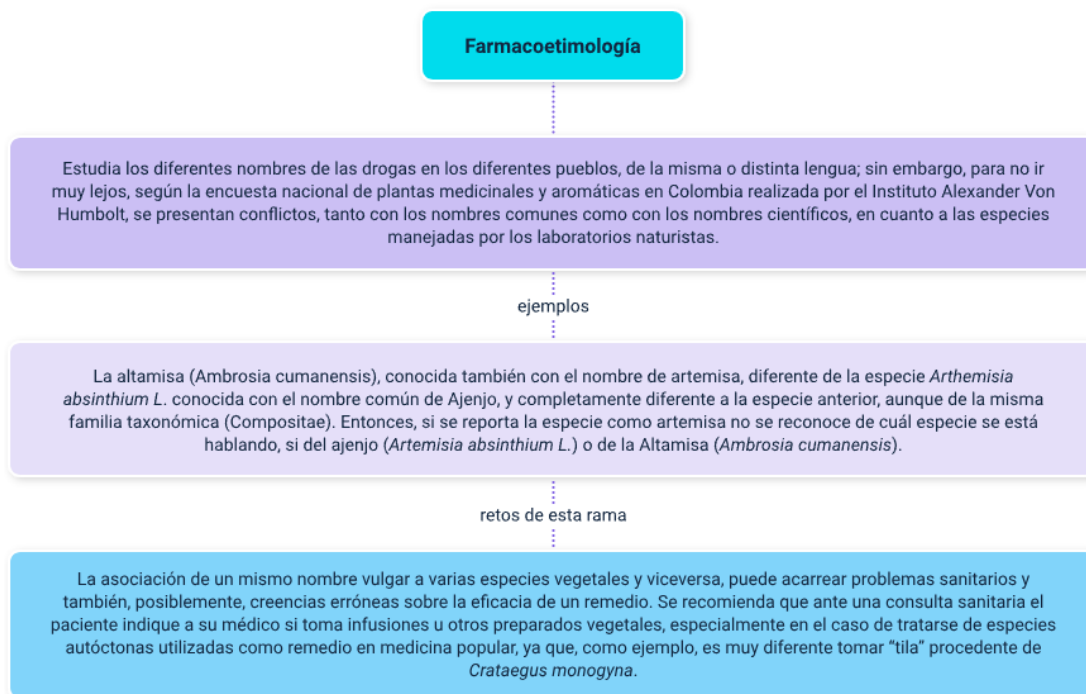 Farmacoetimología
Estudia los diferentes nombres de las drogas en los diferentes pueblos, de la misma o distinta lengua; sin embargo, para no ir
muy lejos, según la encuesta nacional de plantas medicinales y aromáticas en Colombia realizada por el Instituto Alexander Von
Humbolt, se presentan conflictos, tanto con los nombres comunes como con los nombres científicos, en cuanto a las especies
manejadas por los laboratorios naturistas.
ejemplos
La altamisa (Ambrosia cumanensis), conocida también con el nombre de artemisa, diferente de la especie Arthemisia
absinthium L. conocida con el nombre común de Ajenjo, y completamente diferente a la especie anterior, aunque de la misma
familia taxonómica (Compositae). Entonces, si se reporta la especie como artemisa no se reconoce de cuál especie se está
hablando, si del ajenjo (Artemisia absinthium L.) o de la Altamisa (Ambrosia cumanensis).
retos de esta rama
La asociación de un mismo nombre vulgar a varias especies vegetales y viceversa, puede acarrear problemas sanitarios y
también, posiblemente, creencias erróneas sobre la eficacia de un remedio. Se recomienda que ante una consulta sanitaria el
paciente indique a su médico si toma infusiones u otros preparados vegetales, especialmente en el caso de tratarse de especies
autóctonas utilizadas como remedio en medicina popular, ya que, como ejemplo, es muy diferente tomar “tila” procedente de
Crataegus monogyna.